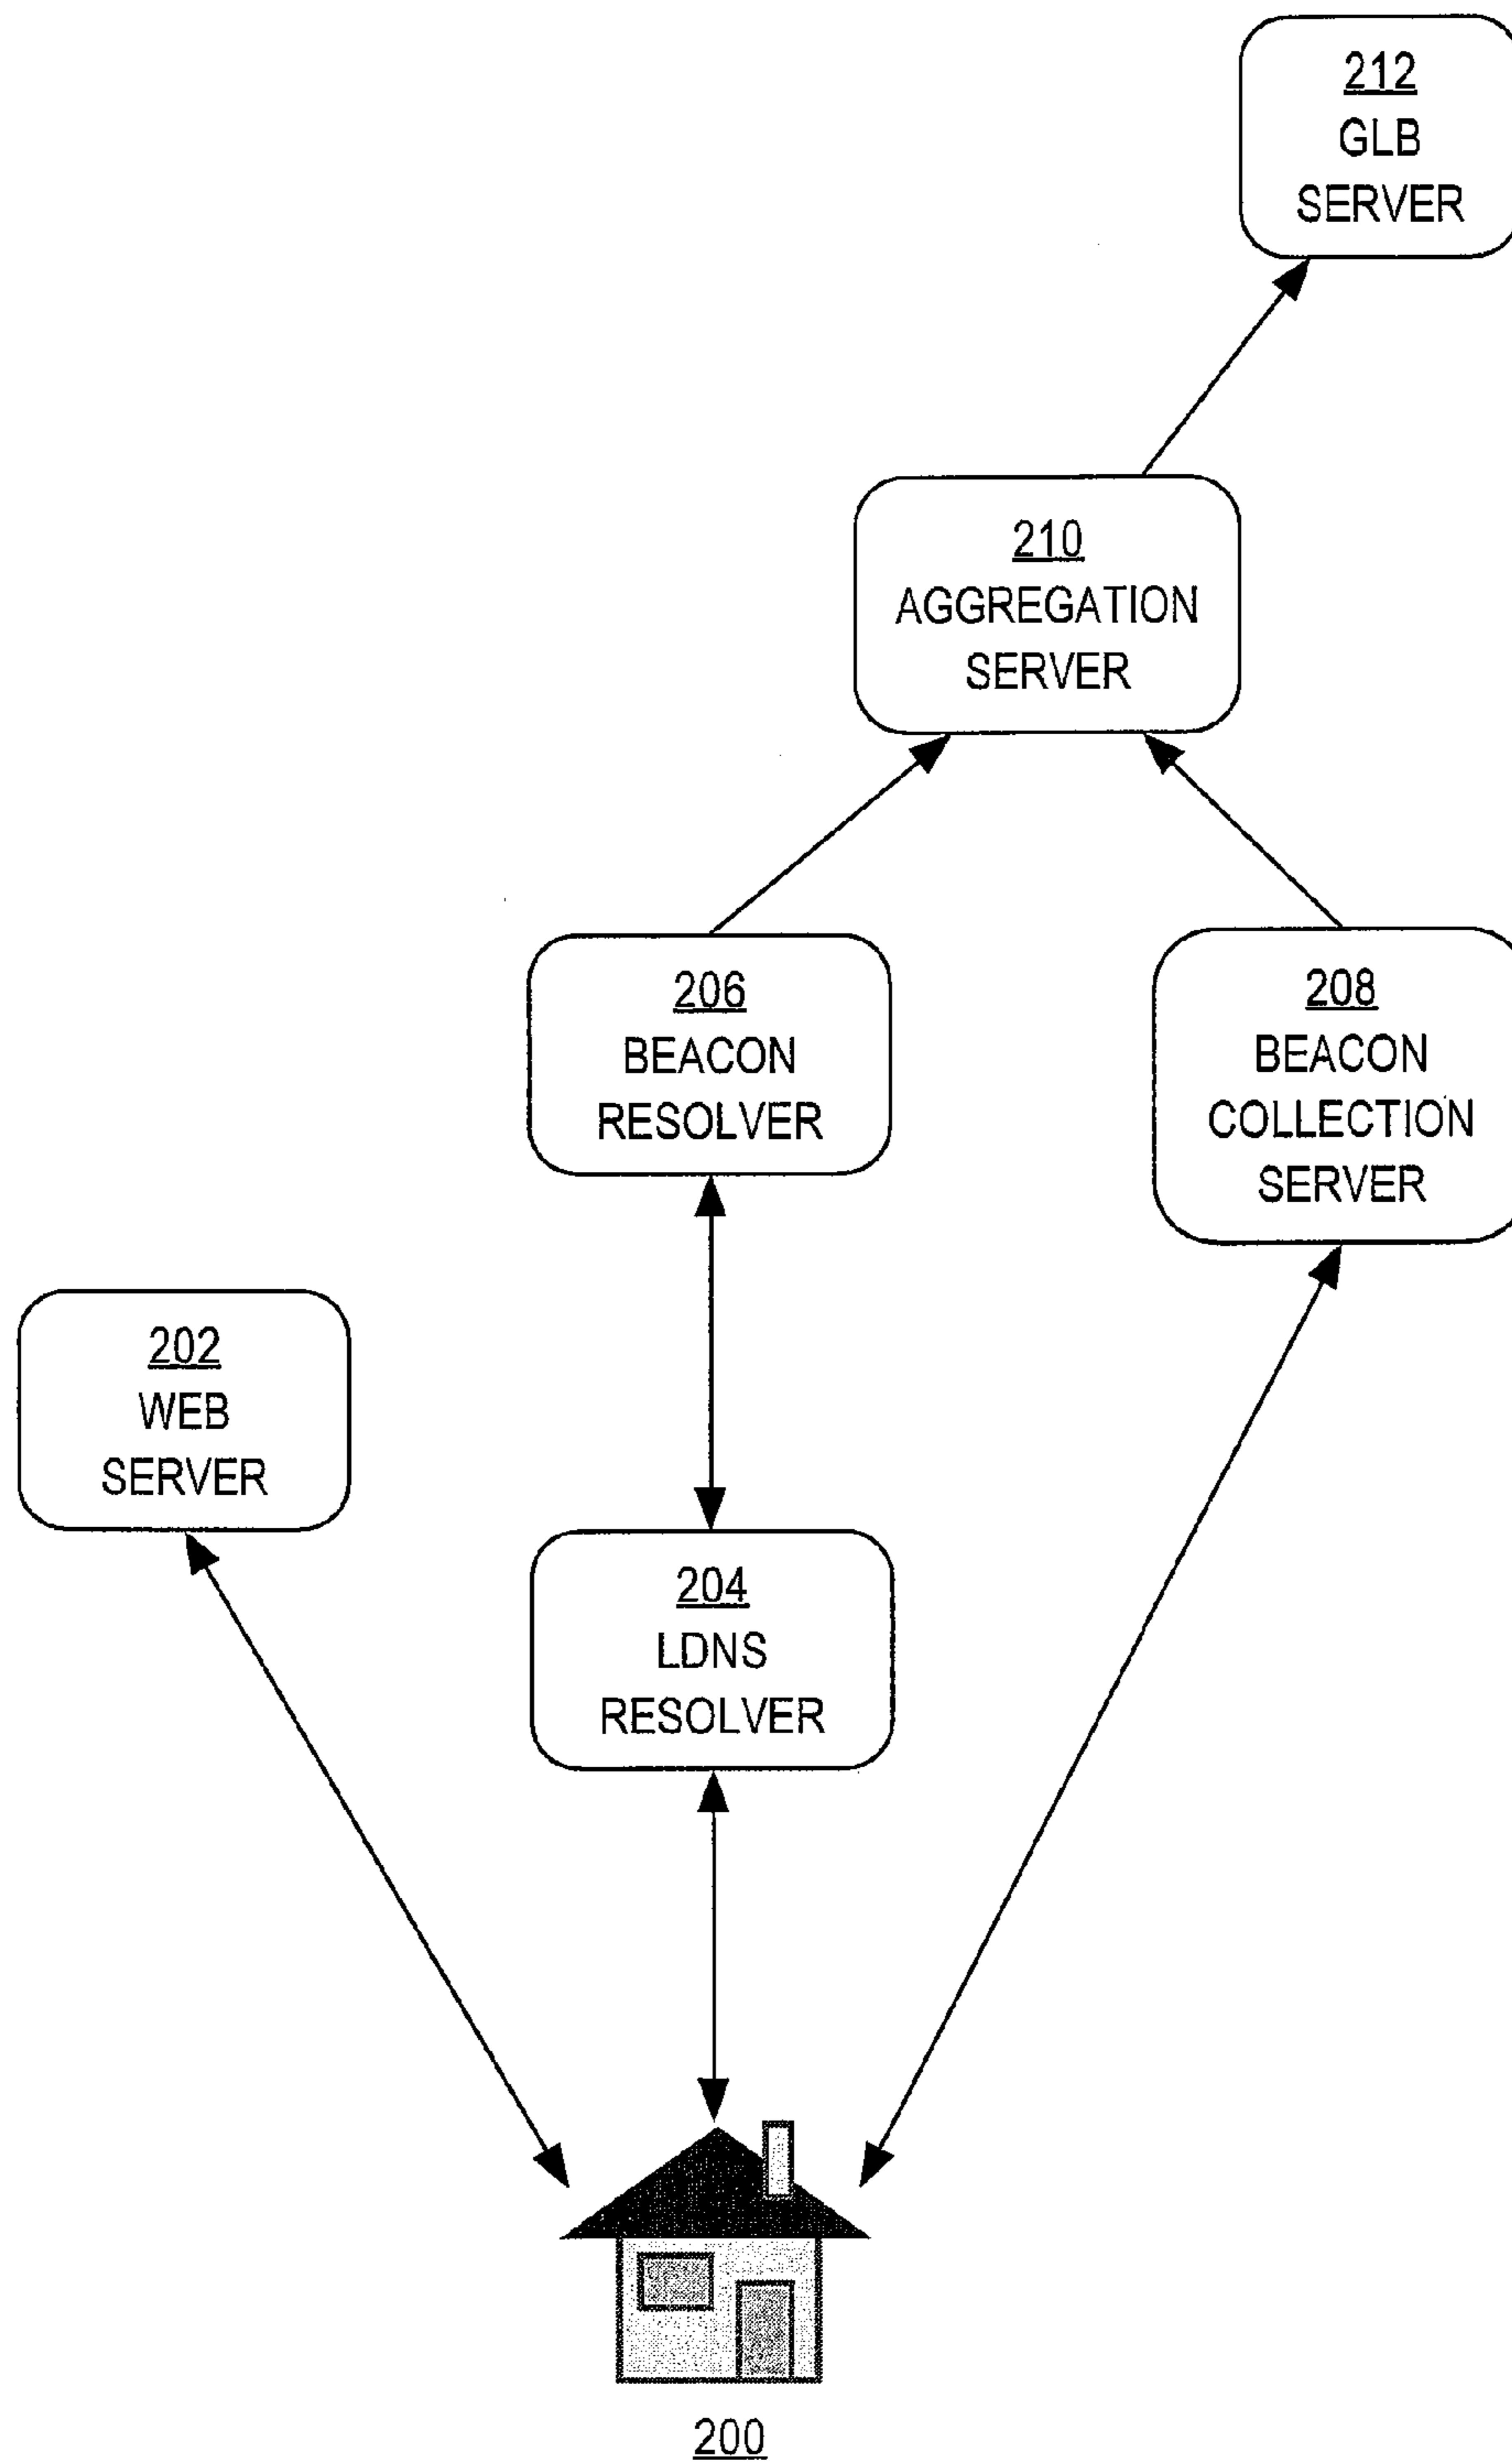 212
GLB
SERVER
210
AGGREGATION
SERVER
206
BEACON
RESOLVER
208
BEACON
COLLECTION
SERVER
202
WEB
SERVER
204
LDNS
RESOLVER
200